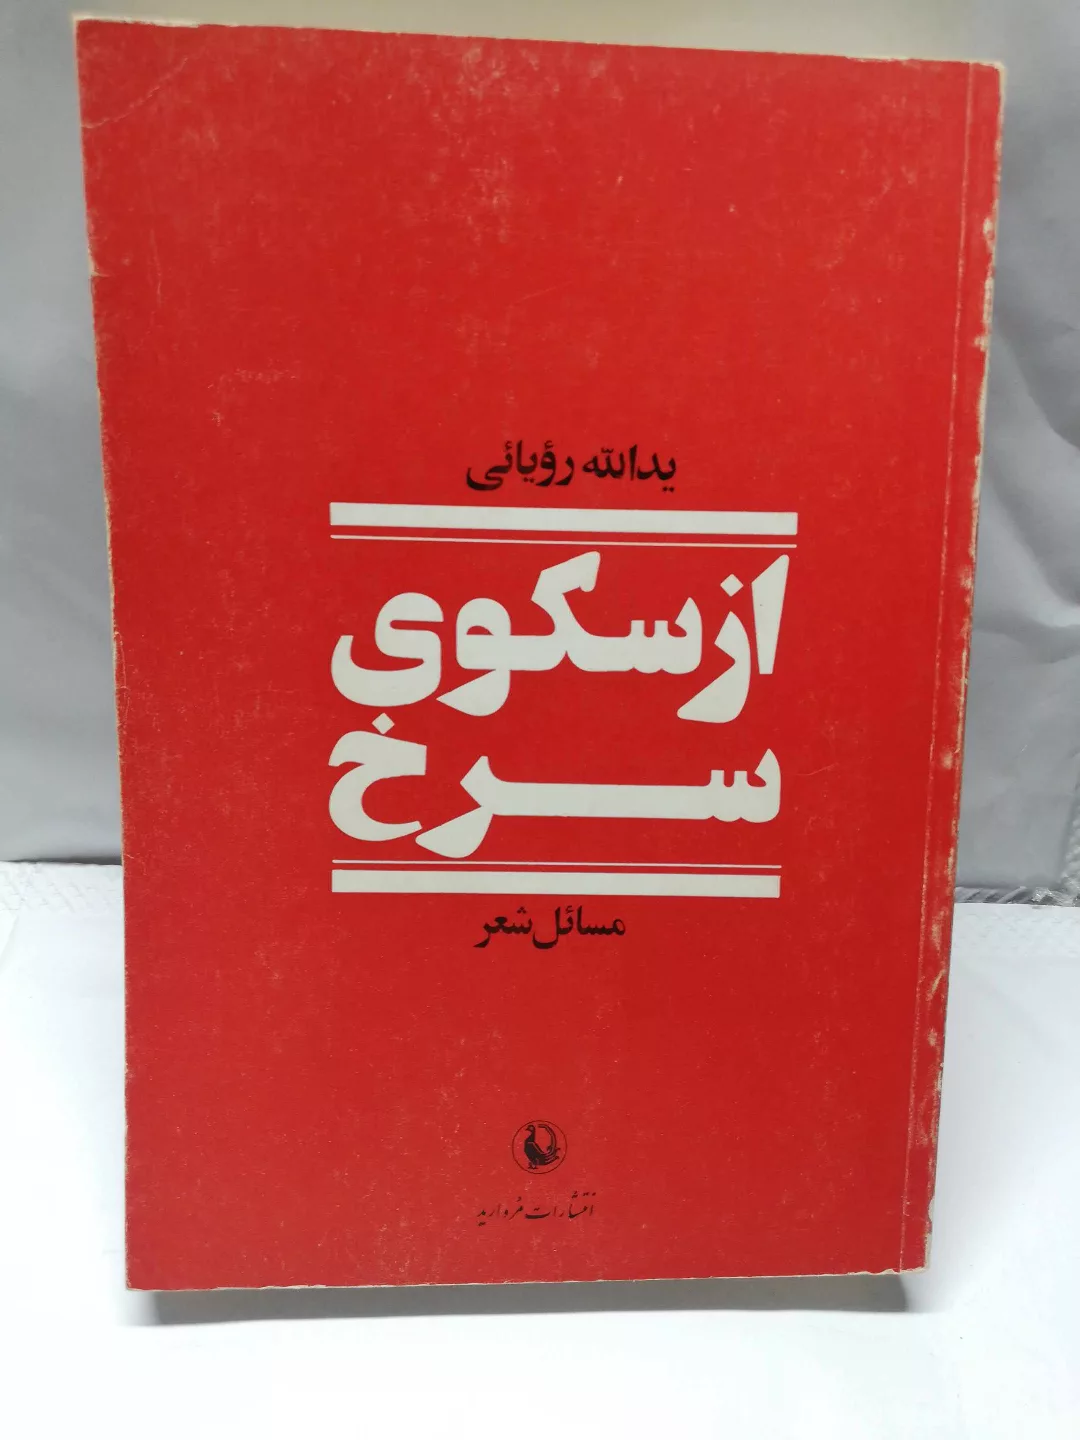 یدالله رؤیائی
از سکوی
سرخ
مسائل شعر
انتشارات مروارید